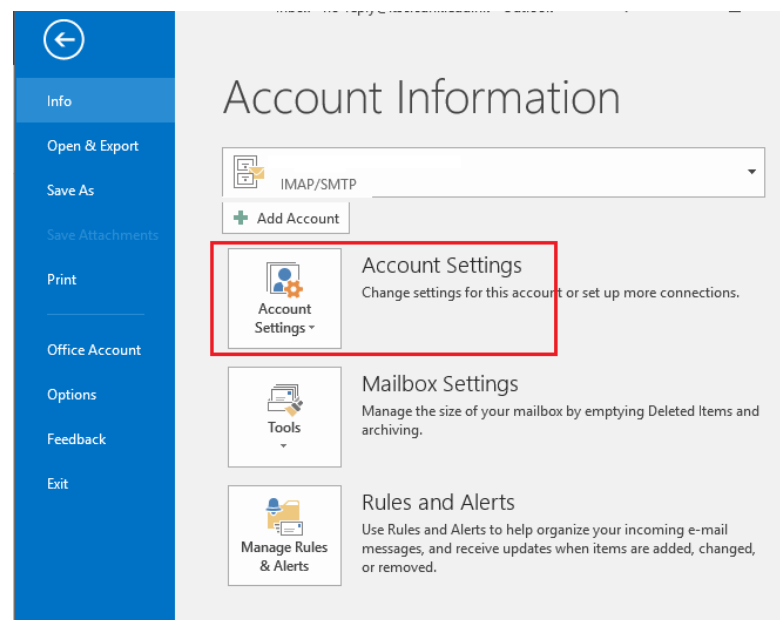 Info
Open & Export
Save As
Save Attachments
Print
Office Account
Options
Feedback
Exit
Account Information
IMAP/SMTP
Add Account
Account
Settings
Account Settings
Change settings for this account or set up more connections.
Tools
Mailbox Settings
Manage the size of your mailbox by emptying Deleted Items and
archiving.
Manage Rules
& Alerts
Rules and Alerts
Use Rules and Alerts to help organize your incoming e-mail
messages, and receive updates when items are added, changed,
or removed.